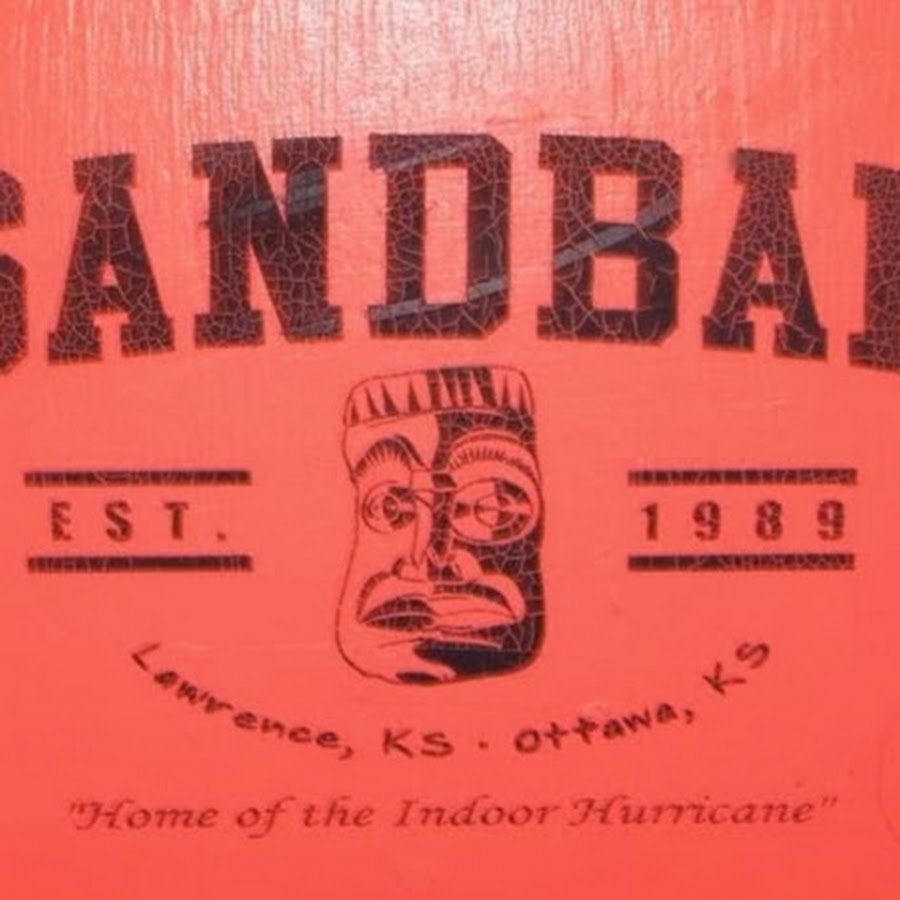 SANDBAR
EST. 1989
Lawrence, KS · Ottawa, KS
"Home of the Indoor Hurricane"